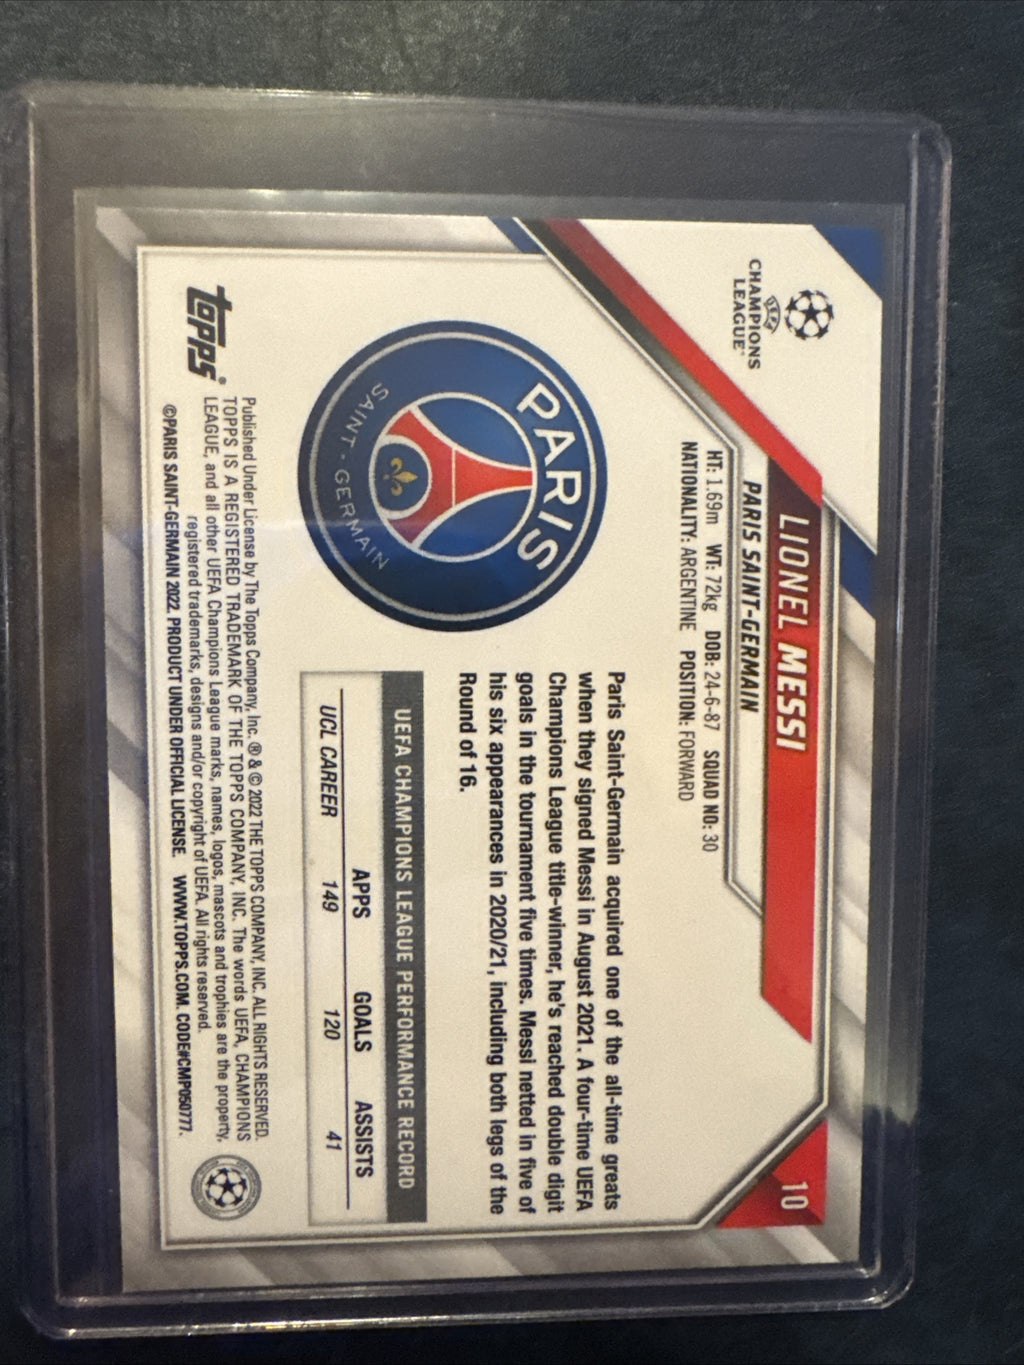 UEFA
CHAMPIONS
LEAGUE
LIONEL MESSI
PARIS SAINT-GERMAIN
HT: 1.69m WT: 72kg DOB: 24-6-87 SQUAD NO: 30
NATIONALITY: ARGENTINE POSITION: FORWARD
10
PARIS
SAINT-GERMAIN
Paris Saint-Germain acquired one of the all-time greats
when they signed Messi in August 2021. A four-time UEFA
Champions League title-winner, he's reached double digit
goals in the tournament five times. Messi netted in five of
his six appearances in 2020/21, including both legs of the
Round of 16.
UEFA CHAMPIONS LEAGUE PERFORMANCE RECORD
APPS GOALS ASSISTS
UCL CAREER 149 120 41
topps®
Published Under License by The Topps Company, Inc. ® & © 2022 THE TOPPS COMPANY, INC. ALL RIGHTS RESERVED.
TOPPS IS A REGISTERED TRADEMARK OF THE TOPPS COMPANY, INC. The words UEFA, CHAMPIONS
LEAGUE, and all other UEFA Champions League marks, names, logos, mascots and trophies are the property,
registered trademarks, designs and/or copyright of UEFA. All rights reserved.
©PARIS SAINT-GERMAIN 2022. PRODUCT UNDER OFFICIAL LICENSE. WWW.TOPPS.COM. CODE#CMP050777.